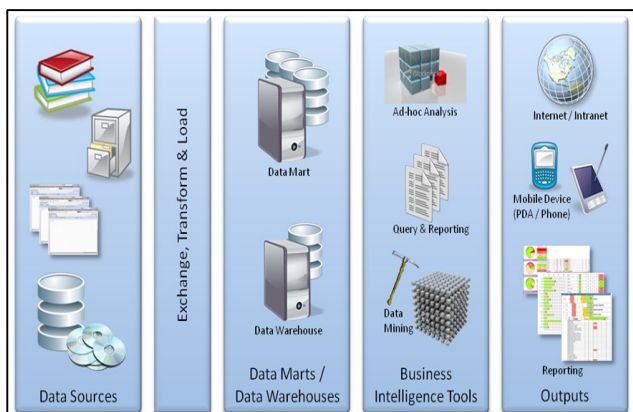 Data Sources
Exchange, Transform & Load
Data Mart
Data Warehouse
Data Marts /
Data Warehouses
Ad-hoc Analysis
Query & Reporting
Data
Mining
Business
Intelligence Tools
Internet / Intranet
Mobile Device
(PDA / Phone)
Reporting
Outputs